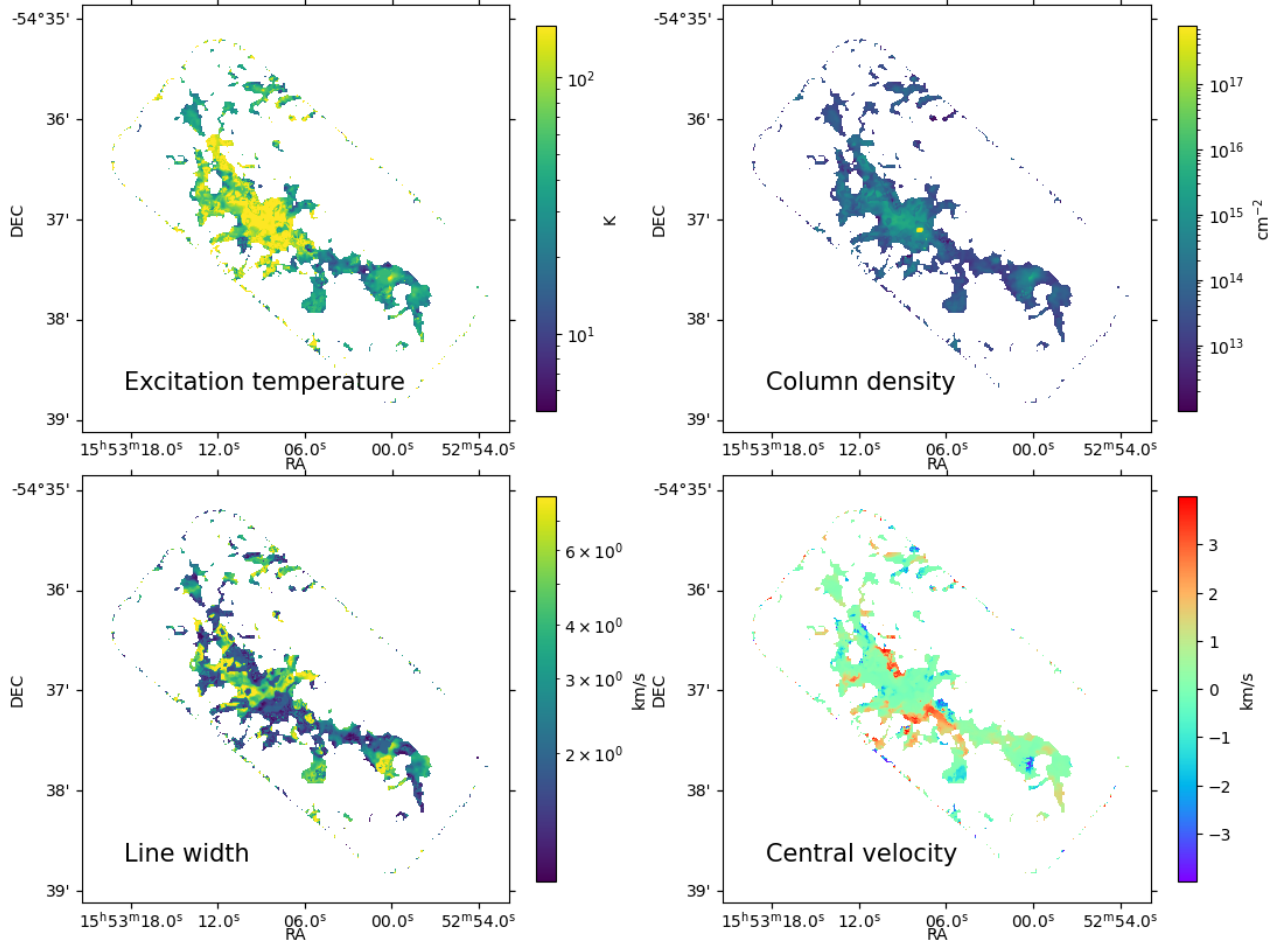 -54°35'
36'
37'
38'
39'
DEC
15ʰ53ᵐ18.0ˢ 12.0ˢ 06.0ˢ 00.0ˢ 52ᵐ54.0ˢ
RA
Excitation temperature
10²
10¹
K
-54°35'
36'
37'
38'
39'
DEC
15ʰ53ᵐ18.0ˢ 12.0ˢ 06.0ˢ 00.0ˢ 52ᵐ54.0ˢ
RA
Column density
10¹⁷
10¹⁶
10¹⁵
10¹⁴
10¹³
cm⁻²
-54°35'
36'
37'
38'
39'
DEC
15ʰ53ᵐ18.0ˢ 12.0ˢ 06.0ˢ 00.0ˢ 52ᵐ54.0ˢ
RA
Line width
6 × 10⁰
4 × 10⁰
3 × 10⁰
2 × 10⁰
km/s
-54°35'
36'
37'
38'
39'
DEC
15ʰ53ᵐ18.0ˢ 12.0ˢ 06.0ˢ 00.0ˢ 52ᵐ54.0ˢ
RA
Central velocity
3
2
1
0
−1
−2
−3
km/s